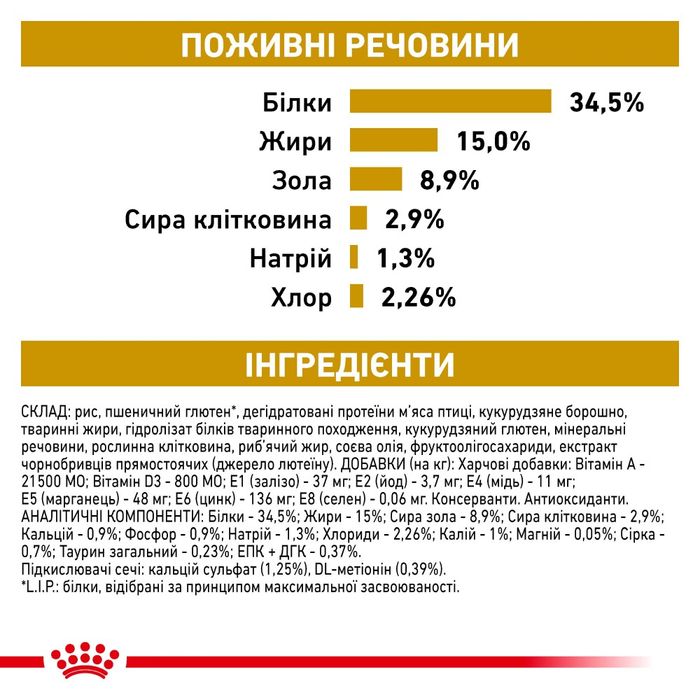 ПОЖИВНІ РЕЧОВИНИ
Білки 34,5%
Жири 15,0%
Зола 8,9%
Сира клітковина 2,9%
Натрій 1,3%
Хлор 2,26%
ІНГРЕДІЄНТИ
СКЛАД: рис, пшеничний глютен*, дегідратовані протеїни м'яса птиці, кукурудзяне борошно,
тваринні жири, гідролізат білків тваринного походження, кукурудзяний глютен, мінеральні
речовини, рослинна клітковина, риб'ячий жир, соєва олія, фруктоолігосахариди, екстракт
чорнобривців прямостоячих (джерело лютеїну). ДОБАВКИ (на кг): Харчові добавки: Вітамін A -
21500 МО; Вітамін D3 - 800 МО; E1 (залізо) - 37 мг; E2 (йод) - 3,7 мг; E4 (мідь) - 11 мг;
E5 (марганець) - 48 мг; E6 (цинк) - 136 мг; E8 (селен) - 0,06 мг. Консерванти. Антиоксиданти.
АНАЛІТИЧНІ КОМПОНЕНТИ: Білки - 34,5%; Жири - 15%; Сира зола - 8,9%; Сира клітковина - 2,9%;
Кальцій - 0,9%; Фосфор - 0,9%; Натрій - 1,3%; Хлориди - 2,26%; Калій - 1%; Магній - 0,05%; Сірка -
0,7%; Таурин загальний - 0,23%; ЕПК + ДГК - 0,37%.
Підкислювачі сечі: кальцій сульфат (1,25%), DL-метіонін (0,39%).
*L.I.P.: білки, відібрані за принципом максимальної засвоюваності.